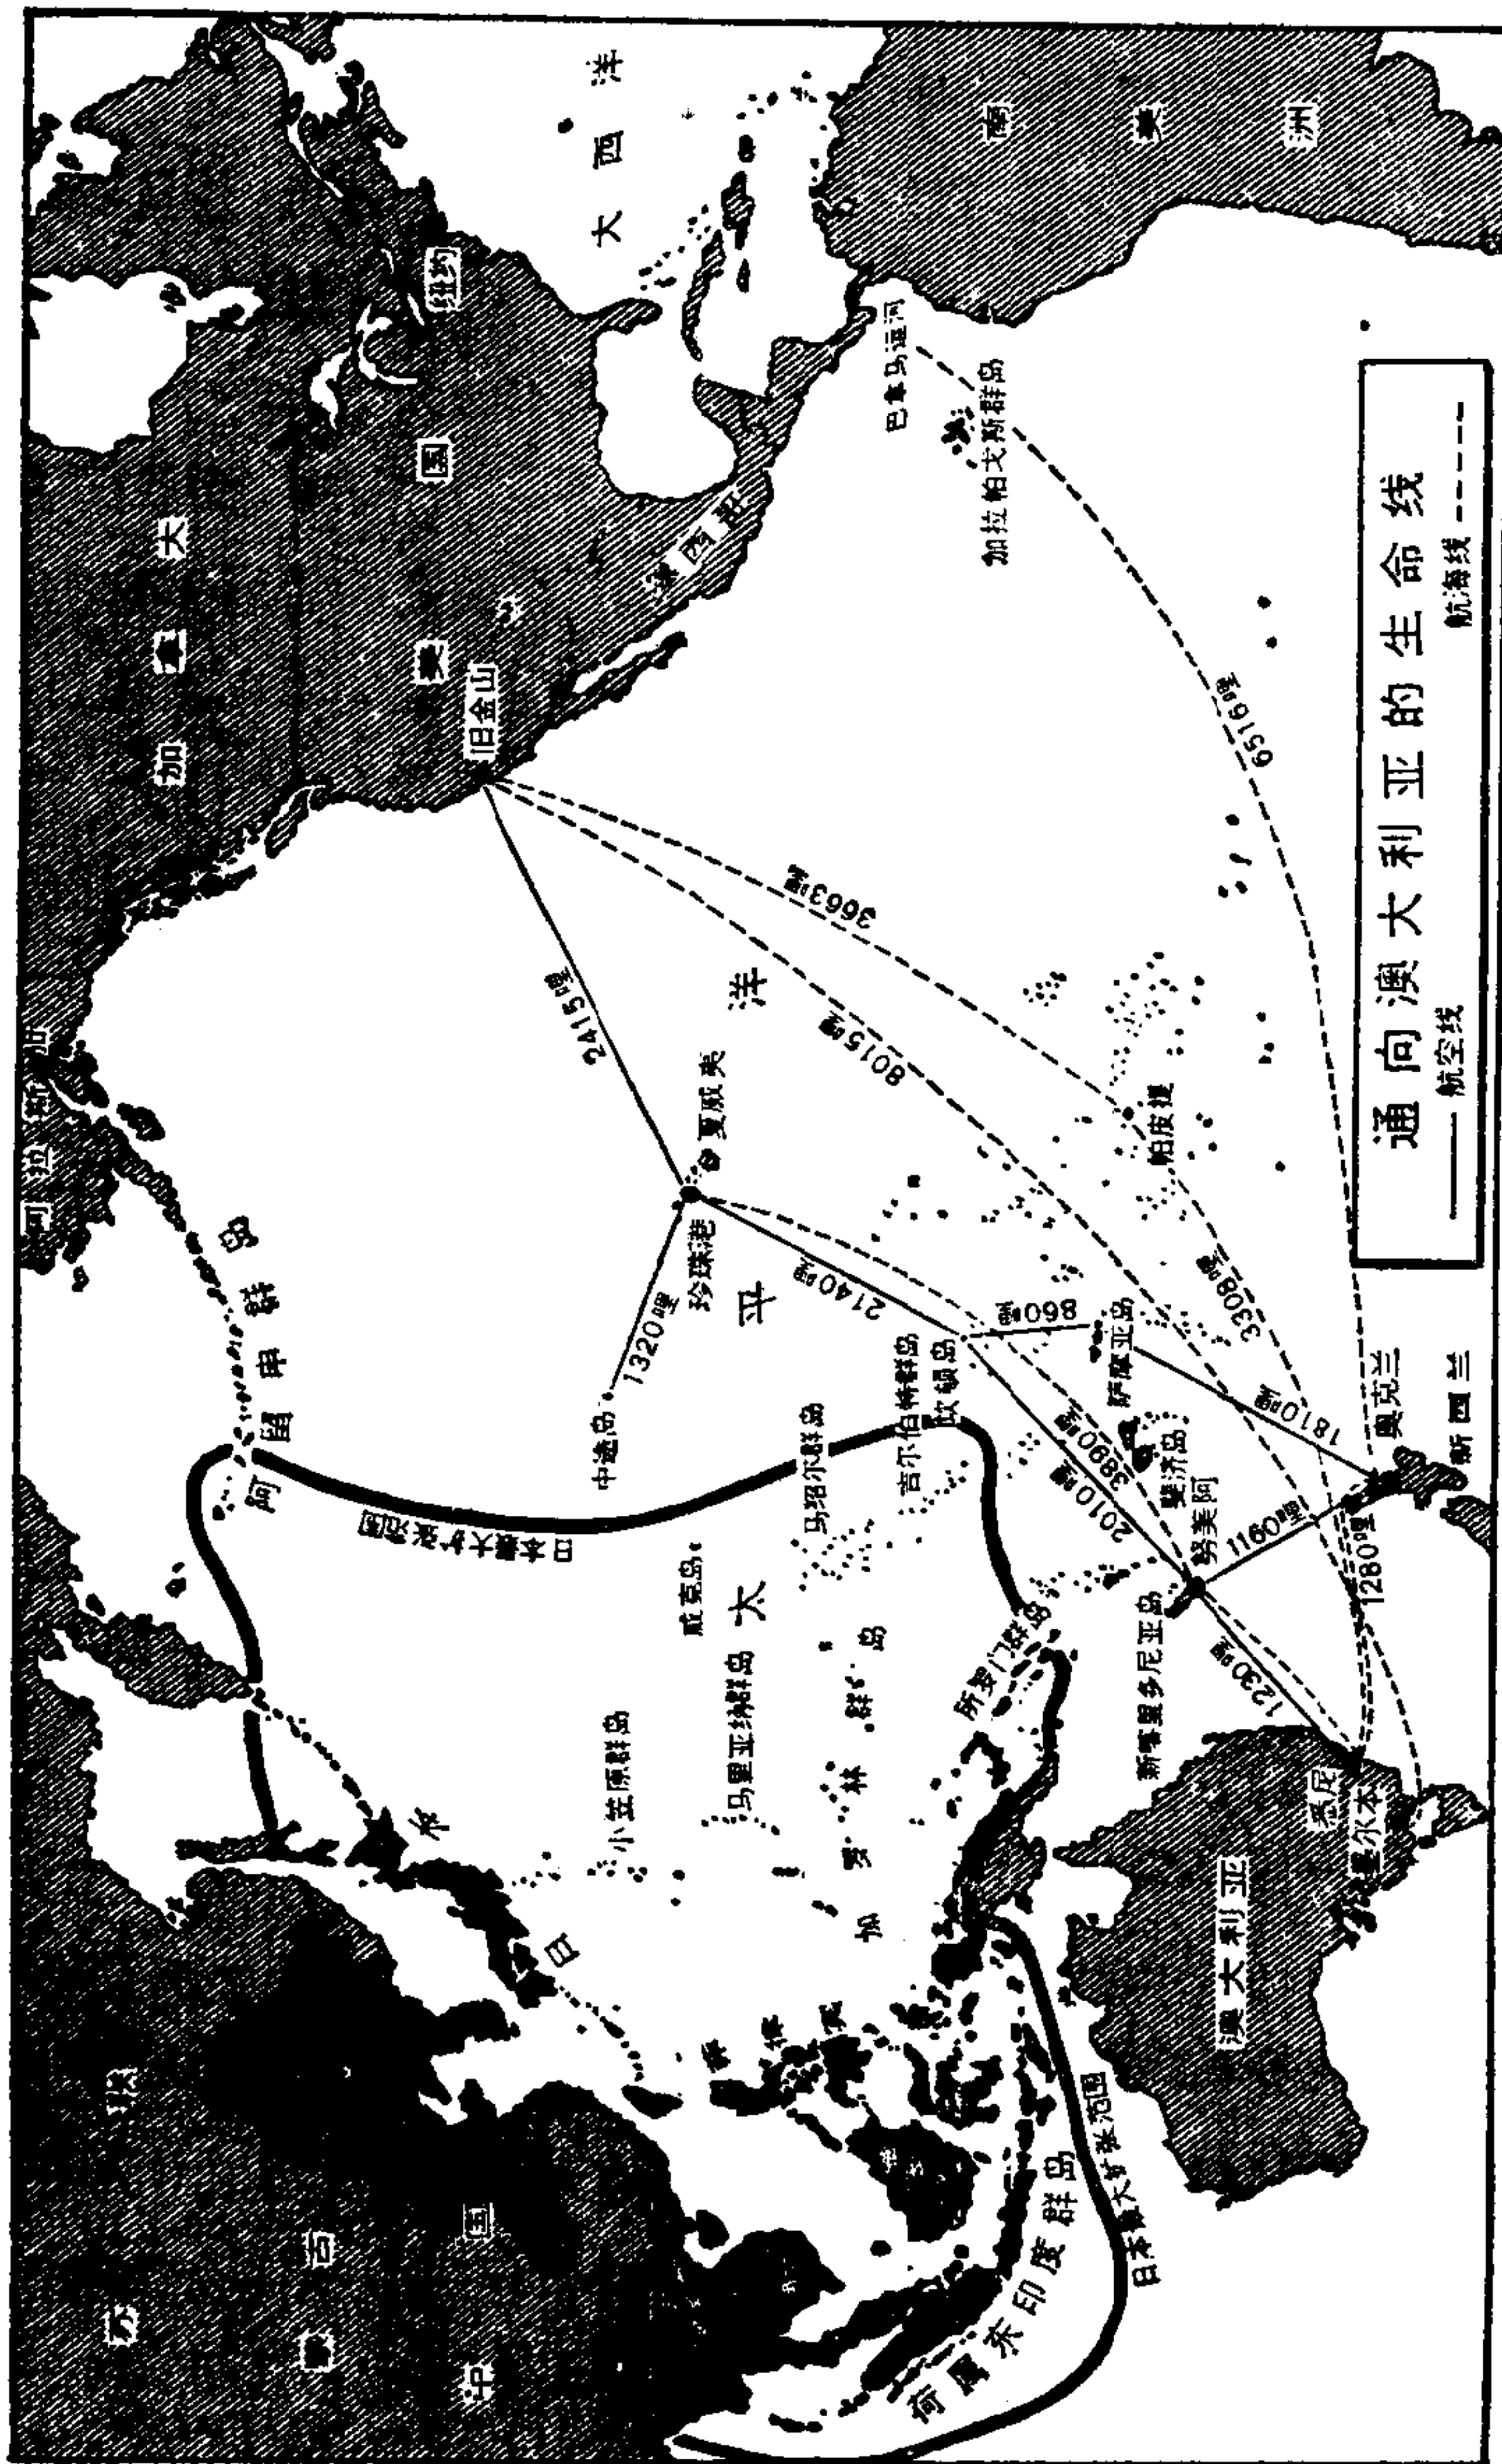 通向澳大利亚的生命线
航空线
航海线
苏联
蒙古
中国
日本
阿留申群岛
阿拉斯加
加拿大
美国
旧金山
纽约
墨西哥
大西洋
南美洲
巴拿马运河
加拉帕戈斯群岛
太平洋
日本最大扩张范围
中途岛
珍珠港
夏威夷
威克岛
小笠原群岛
马里亚纳群岛
马绍尔群岛
吉尔伯特群岛
坎顿岛
加罗林群岛
所罗门群岛
菲律宾
荷属东印度群岛
日本最大扩张范围
萨摩亚岛
斐济岛
帕皮提
努美阿
新喀里多尼亚岛
澳大利亚
悉尼
墨尔本
奥克兰
新西兰
2415哩
1320哩
2140哩
8015哩
3663哩
6516哩
860哩
3308哩
1810哩
2010哩
3890哩
1160哩
1280哩
1230哩